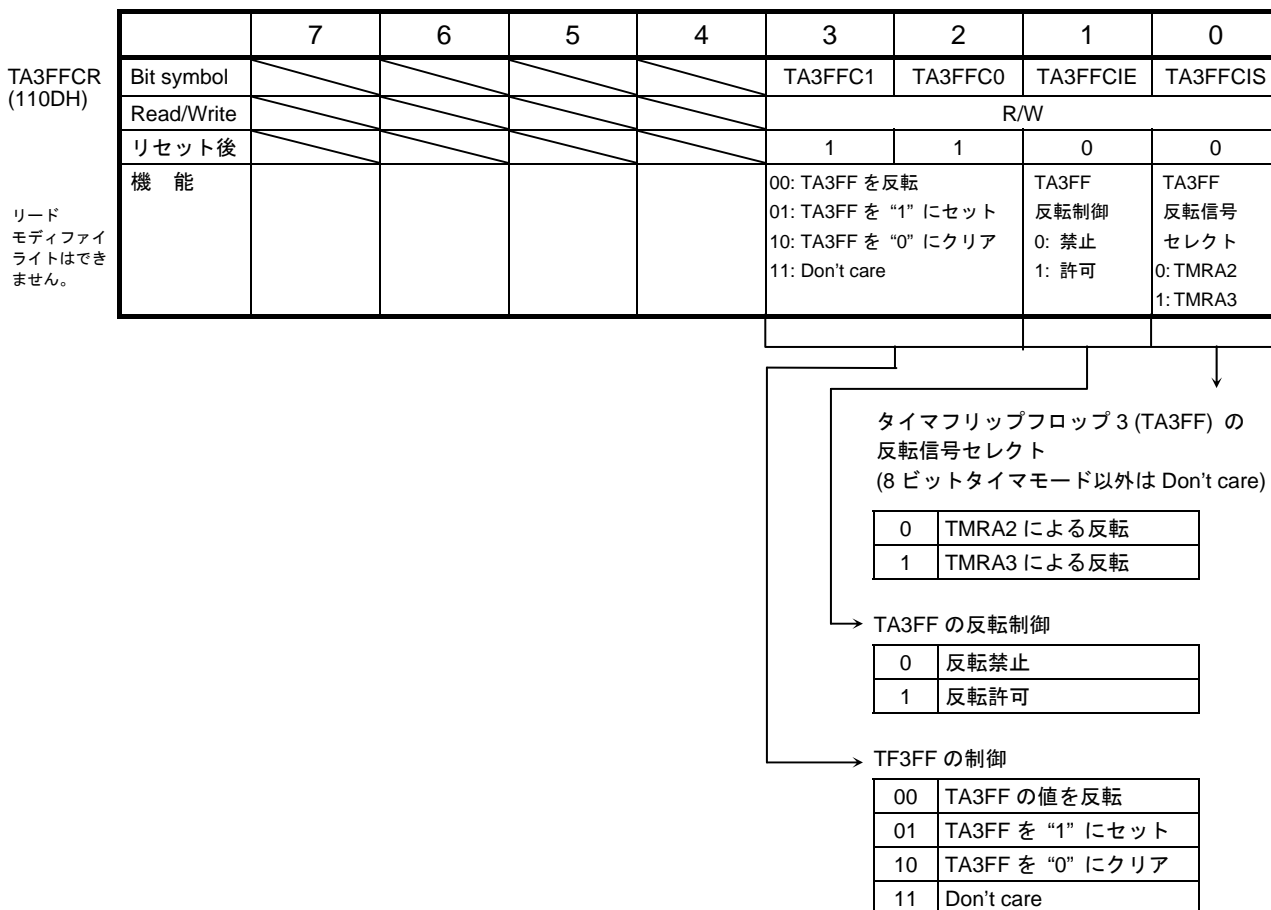 7 6 5 4 3 2 1 0
TA3FFCR
(110DH)
Bit symbol TA3FFC1 TA3FFC0 TA3FFCIE TA3FFCIS
Read/Write R/W
リセット後 1 1 0 0
リード
モディファイ
ライトはでき
ません。
機 能
00: TA3FF を反転
01: TA3FF を “1” にセット
10: TA3FF を “0” にクリア
11: Don't care
TA3FF
反転制御
0: 禁止
1: 許可
TA3FF
反転信号
セレクト
0: TMRA2
1: TMRA3
タイマフリップフロップ 3 (TA3FF) の
反転信号セレクト
(8 ビットタイマモード以外は Don't care)
0 TMRA2 による反転
1 TMRA3 による反転
TA3FF の反転制御
0 反転禁止
1 反転許可
TF3FF の制御
00 TA3FF の値を反転
01 TA3FF を “1” にセット
10 TA3FF を “0” にクリア
11 Don't care